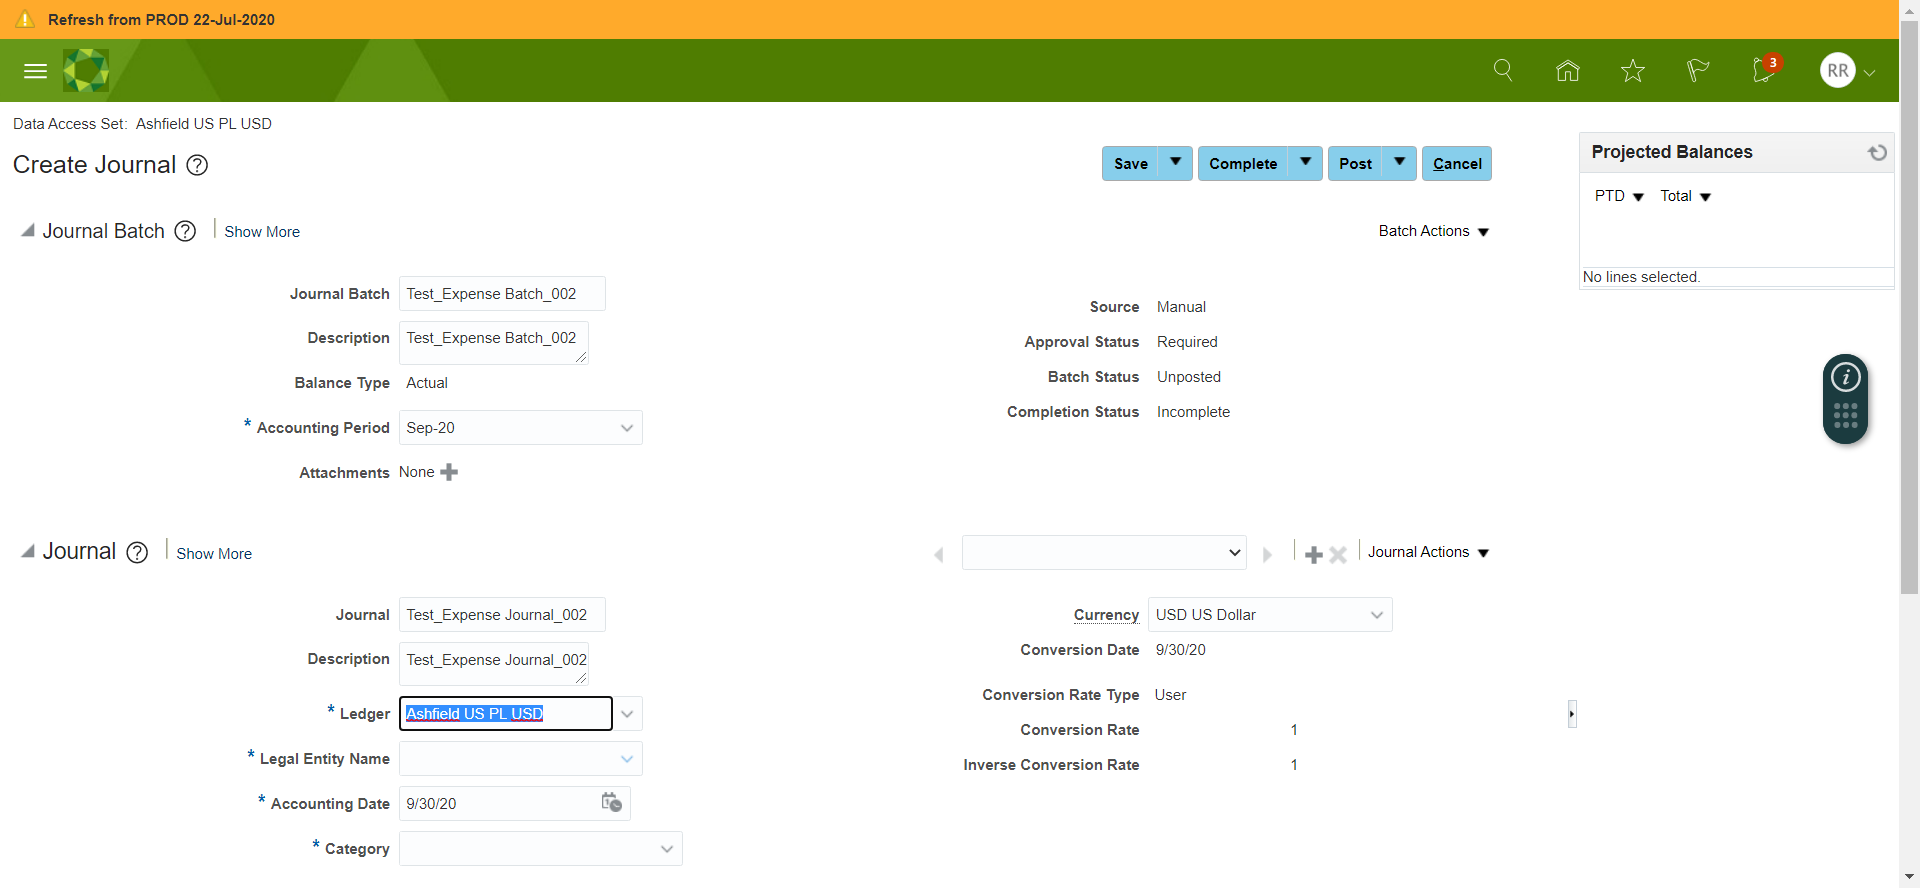 Refresh from PROD 22-Jul-2020
3
RR
Data Access Set: Ashfield US PL USD
Create Journal ?
Save
Complete
Post
Cancel
Projected Balances
PTD
Total
No lines selected.
Journal Batch ?
Show More
Batch Actions
Journal Batch Test_Expense Batch_002
Description Test_Expense Batch_002
Balance Type Actual
* Accounting Period Sep-20
Attachments None
Source Manual
Approval Status Required
Batch Status Unposted
Completion Status Incomplete
i
Journal ?
Show More
Journal Actions
Journal Test_Expense Journal_002
Description Test_Expense Journal_002
* Ledger Ashfield US PL USD
* Legal Entity Name
* Accounting Date 9/30/20
* Category
Currency USD US Dollar
Conversion Date 9/30/20
Conversion Rate Type User
Conversion Rate 1
Inverse Conversion Rate 1